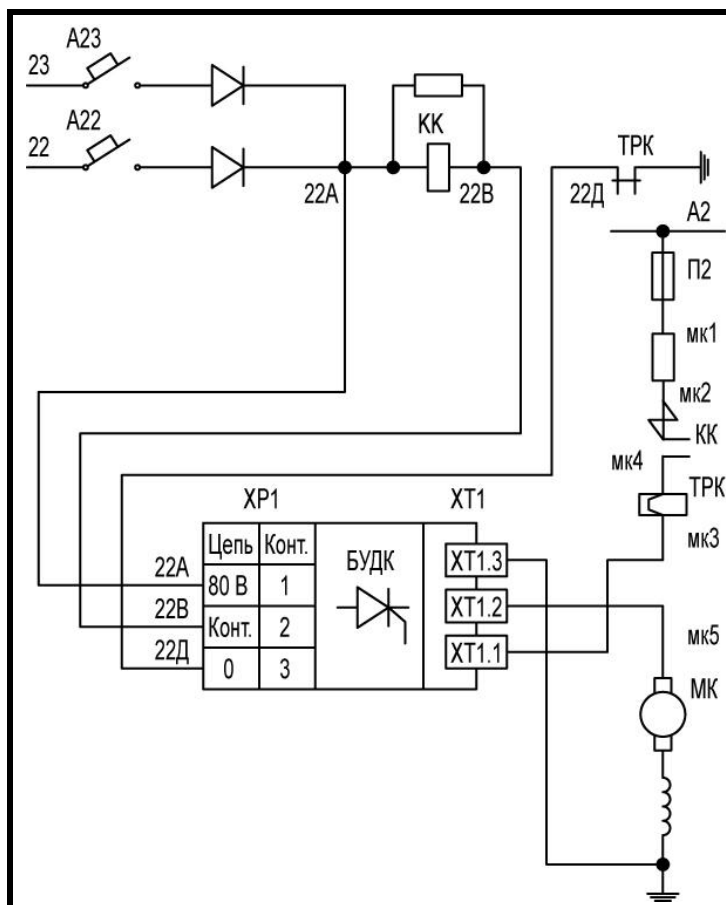 А23
23
А22
22
КК
22А
22В
ТРК
22Д
А2
П2
мк1
мк2
КК
мк4
ТРК
мк3
ХР1
ХТ1
Цепь Конт.
БУДК
ХТ1.3
22А
80 В 1
22В
ХТ1.2
Конт. 2
мк5
22Д
ХТ1.1
0 3
МК